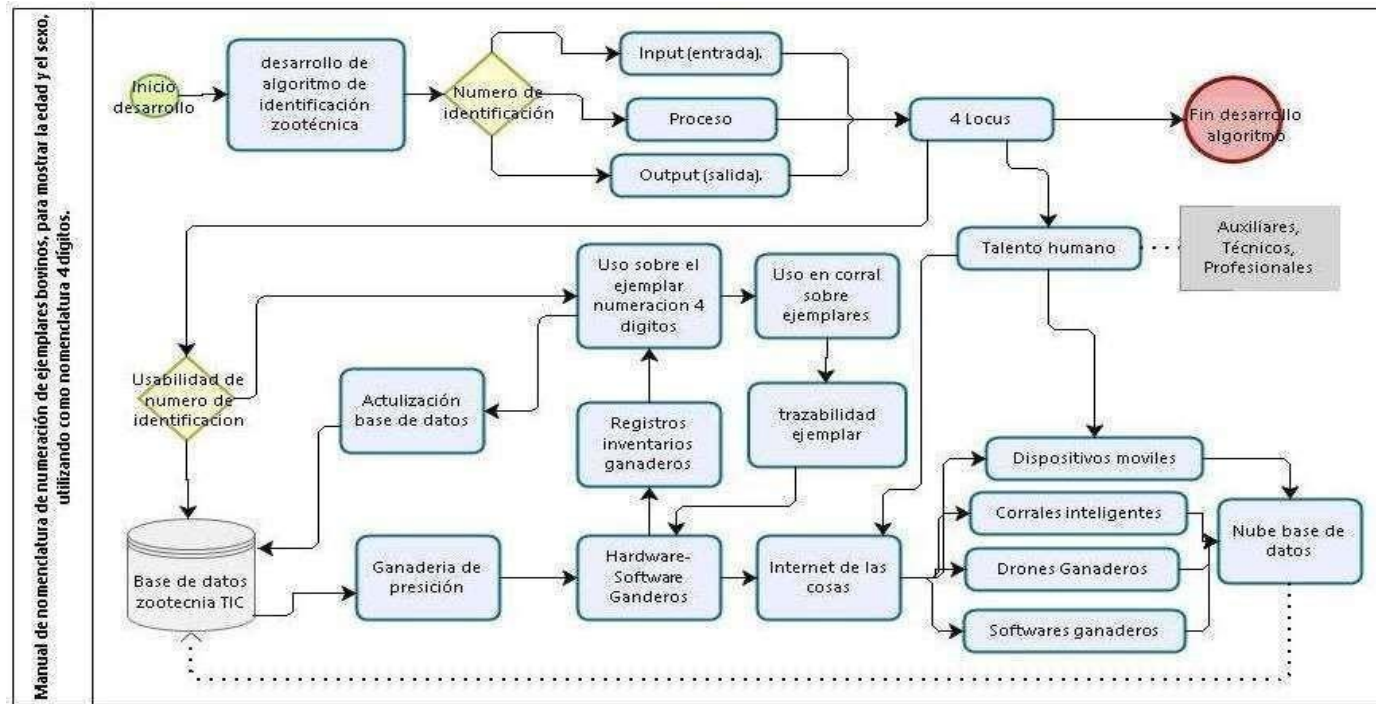 Manual de nomenclatura de numeración de ejemplares bovinos, para mostrar la edad y el sexo,
utilizando como nomenclatura 4 digitos.
Inicio
desarrollo
desarrollo de
algoritmo de
identificación
zootécnica
Numero de
identificación
Input (entrada).
Proceso
Output (salida).
4 Locus
Fin desarrollo
algoritmo
Talento humano
Auxiliares,
Técnicos,
Profesionales
Uso sobre el
ejemplar
numeracion 4
digitos
Uso en corral
sobre
ejemplares
Usabilidad de
numero de
identificacion
Actulización
base de datos
Registros
inventarios
ganaderos
trazabilidad
ejemplar
Dispositivos moviles
Corrales inteligentes
Drones Ganaderos
Softwares ganaderos
Nube base de
datos
Base de datos
zootecnia TIC
Ganaderia de
presición
Hardware-
Software
Ganderos
Internet de las
cosas